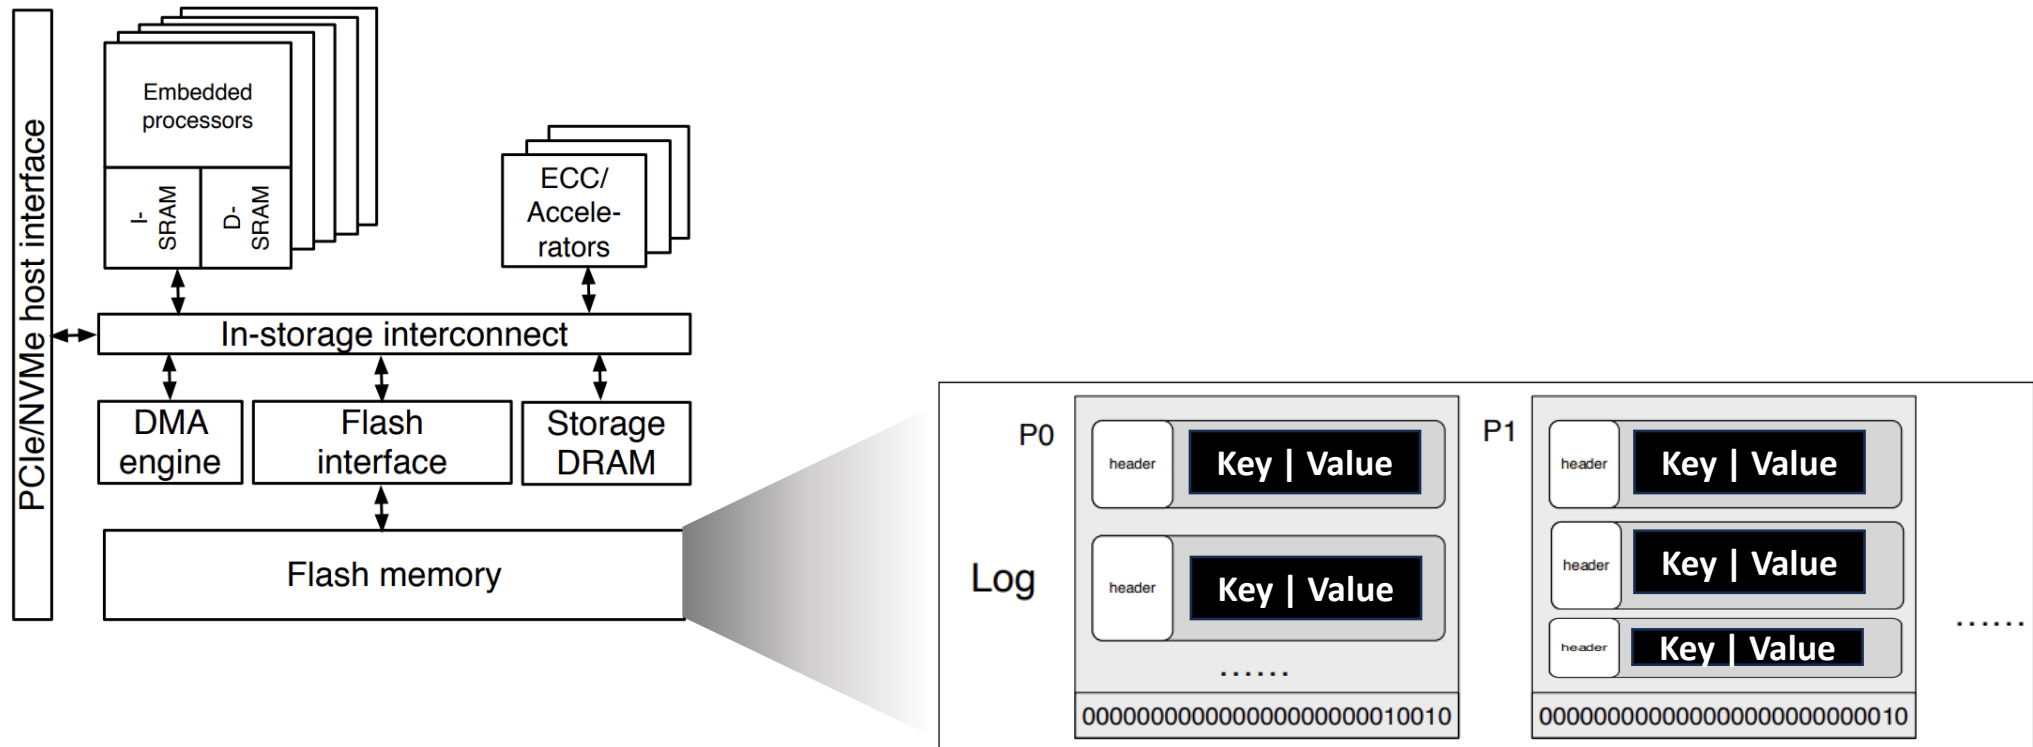 PCIe/NVMe host interface
Embedded
processors
I-
SRAM
D-
SRAM
ECC/
Accele-
rators
In-storage interconnect
DMA
engine
Flash
interface
Storage
DRAM
Flash memory
Log
P0
header
Key | Value
header
Key | Value
......
0000000000000000000000010010
P1
header
Key | Value
header
Key | Value
header
Key | Value
0000000000000000000000000010
......